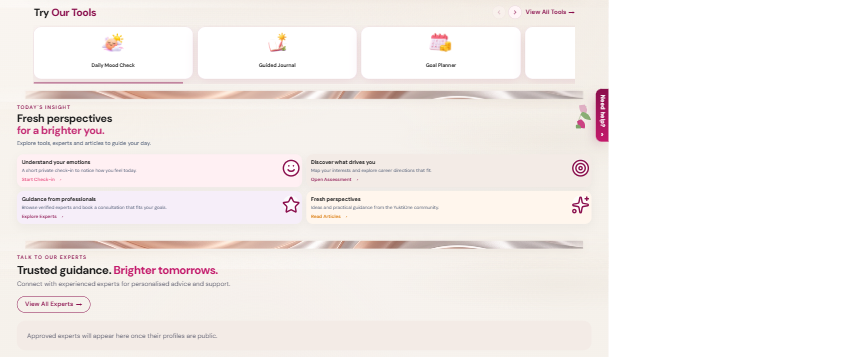 Try Our Tools
View All Tools →
Daily Mood Check
Guided Journal
Goal Planner
Need help?
TODAY'S INSIGHT
Fresh perspectives
for a brighter you.
Explore tools, experts and articles to guide your day.
Understand your emotions
A short private check-in to notice how you feel today.
Start Check-in →
Discover what drives you
Map your interests and explore career directions that fit.
Open Assessment →
Guidance from professionals
Browse verified experts and book a consultation that fits your goals.
Explore Experts →
Fresh perspectives
Ideas and practical guidance from the community.
Read Articles →
TALK TO OUR EXPERTS
Trusted guidance. Brighter tomorrows.
Connect with experienced experts for personalised advice and support.
View All Experts →
Approved experts will appear here once their profiles are public.